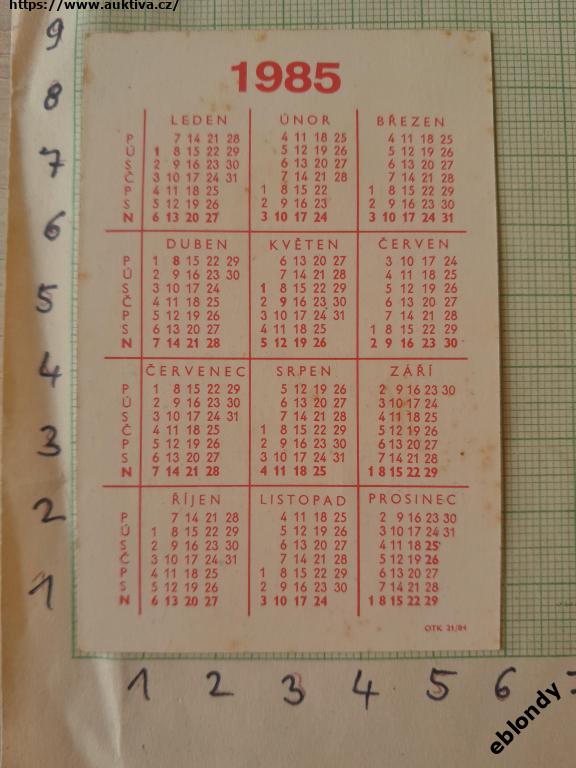 https://www.auktiva.cz/
1985
LEDEN ÚNOR BŘEZEN
P 7 14 21 28 4 11 18 25 4 11 18 25
Ú 1 8 15 22 29 5 12 19 26 5 12 19 26
S 2 9 16 23 30 6 13 20 27 6 13 20 27
Č 3 10 17 24 31 7 14 21 28 7 14 21 28
P 4 11 18 25 1 8 15 22 1 8 15 22 29
S 5 12 19 26 2 9 16 23 2 9 16 23 30
N 6 13 20 27 3 10 17 24 3 10 17 24 31
DUBEN KVĚTEN ČERVEN
P 1 8 15 22 29 6 13 20 27 3 10 17 24
Ú 2 9 16 23 30 7 14 21 28 4 11 18 25
S 3 10 17 24 1 8 15 22 29 5 12 19 26
Č 4 11 18 25 2 9 16 23 30 6 13 20 27
P 5 12 19 26 3 10 17 24 31 7 14 21 28
S 6 13 20 27 4 11 18 25 1 8 15 22 29
N 7 14 21 28 5 12 19 26 2 9 16 23 30
ČERVENEC SRPEN ZÁŘÍ
P 1 8 15 22 29 5 12 19 26 2 9 16 23 30
Ú 2 9 16 23 30 6 13 20 27 3 10 17 24
S 3 10 17 24 31 7 14 21 28 4 11 18 25
Č 4 11 18 25 1 8 15 22 29 5 12 19 26
P 5 12 19 26 2 9 16 23 30 6 13 20 27
S 6 13 20 27 3 10 17 24 31 7 14 21 28
N 7 14 21 28 4 11 18 25 1 8 15 22 29
ŘÍJEN LISTOPAD PROSINEC
P 7 14 21 28 4 11 18 25 2 9 16 23 30
Ú 1 8 15 22 29 5 12 19 26 3 10 17 24 31
S 2 9 16 23 30 6 13 20 27 4 11 18 25
Č 3 10 17 24 31 7 14 21 28 5 12 19 26
P 4 11 18 25 1 8 15 22 29 6 13 20 27
S 5 12 19 26 2 9 16 23 30 7 14 21 28
N 6 13 20 27 3 10 17 24 1 8 15 22 29
OTK 31/84
9
8
7
6
5
4
3
2
1
1 2 3 4 5 6
eblondy